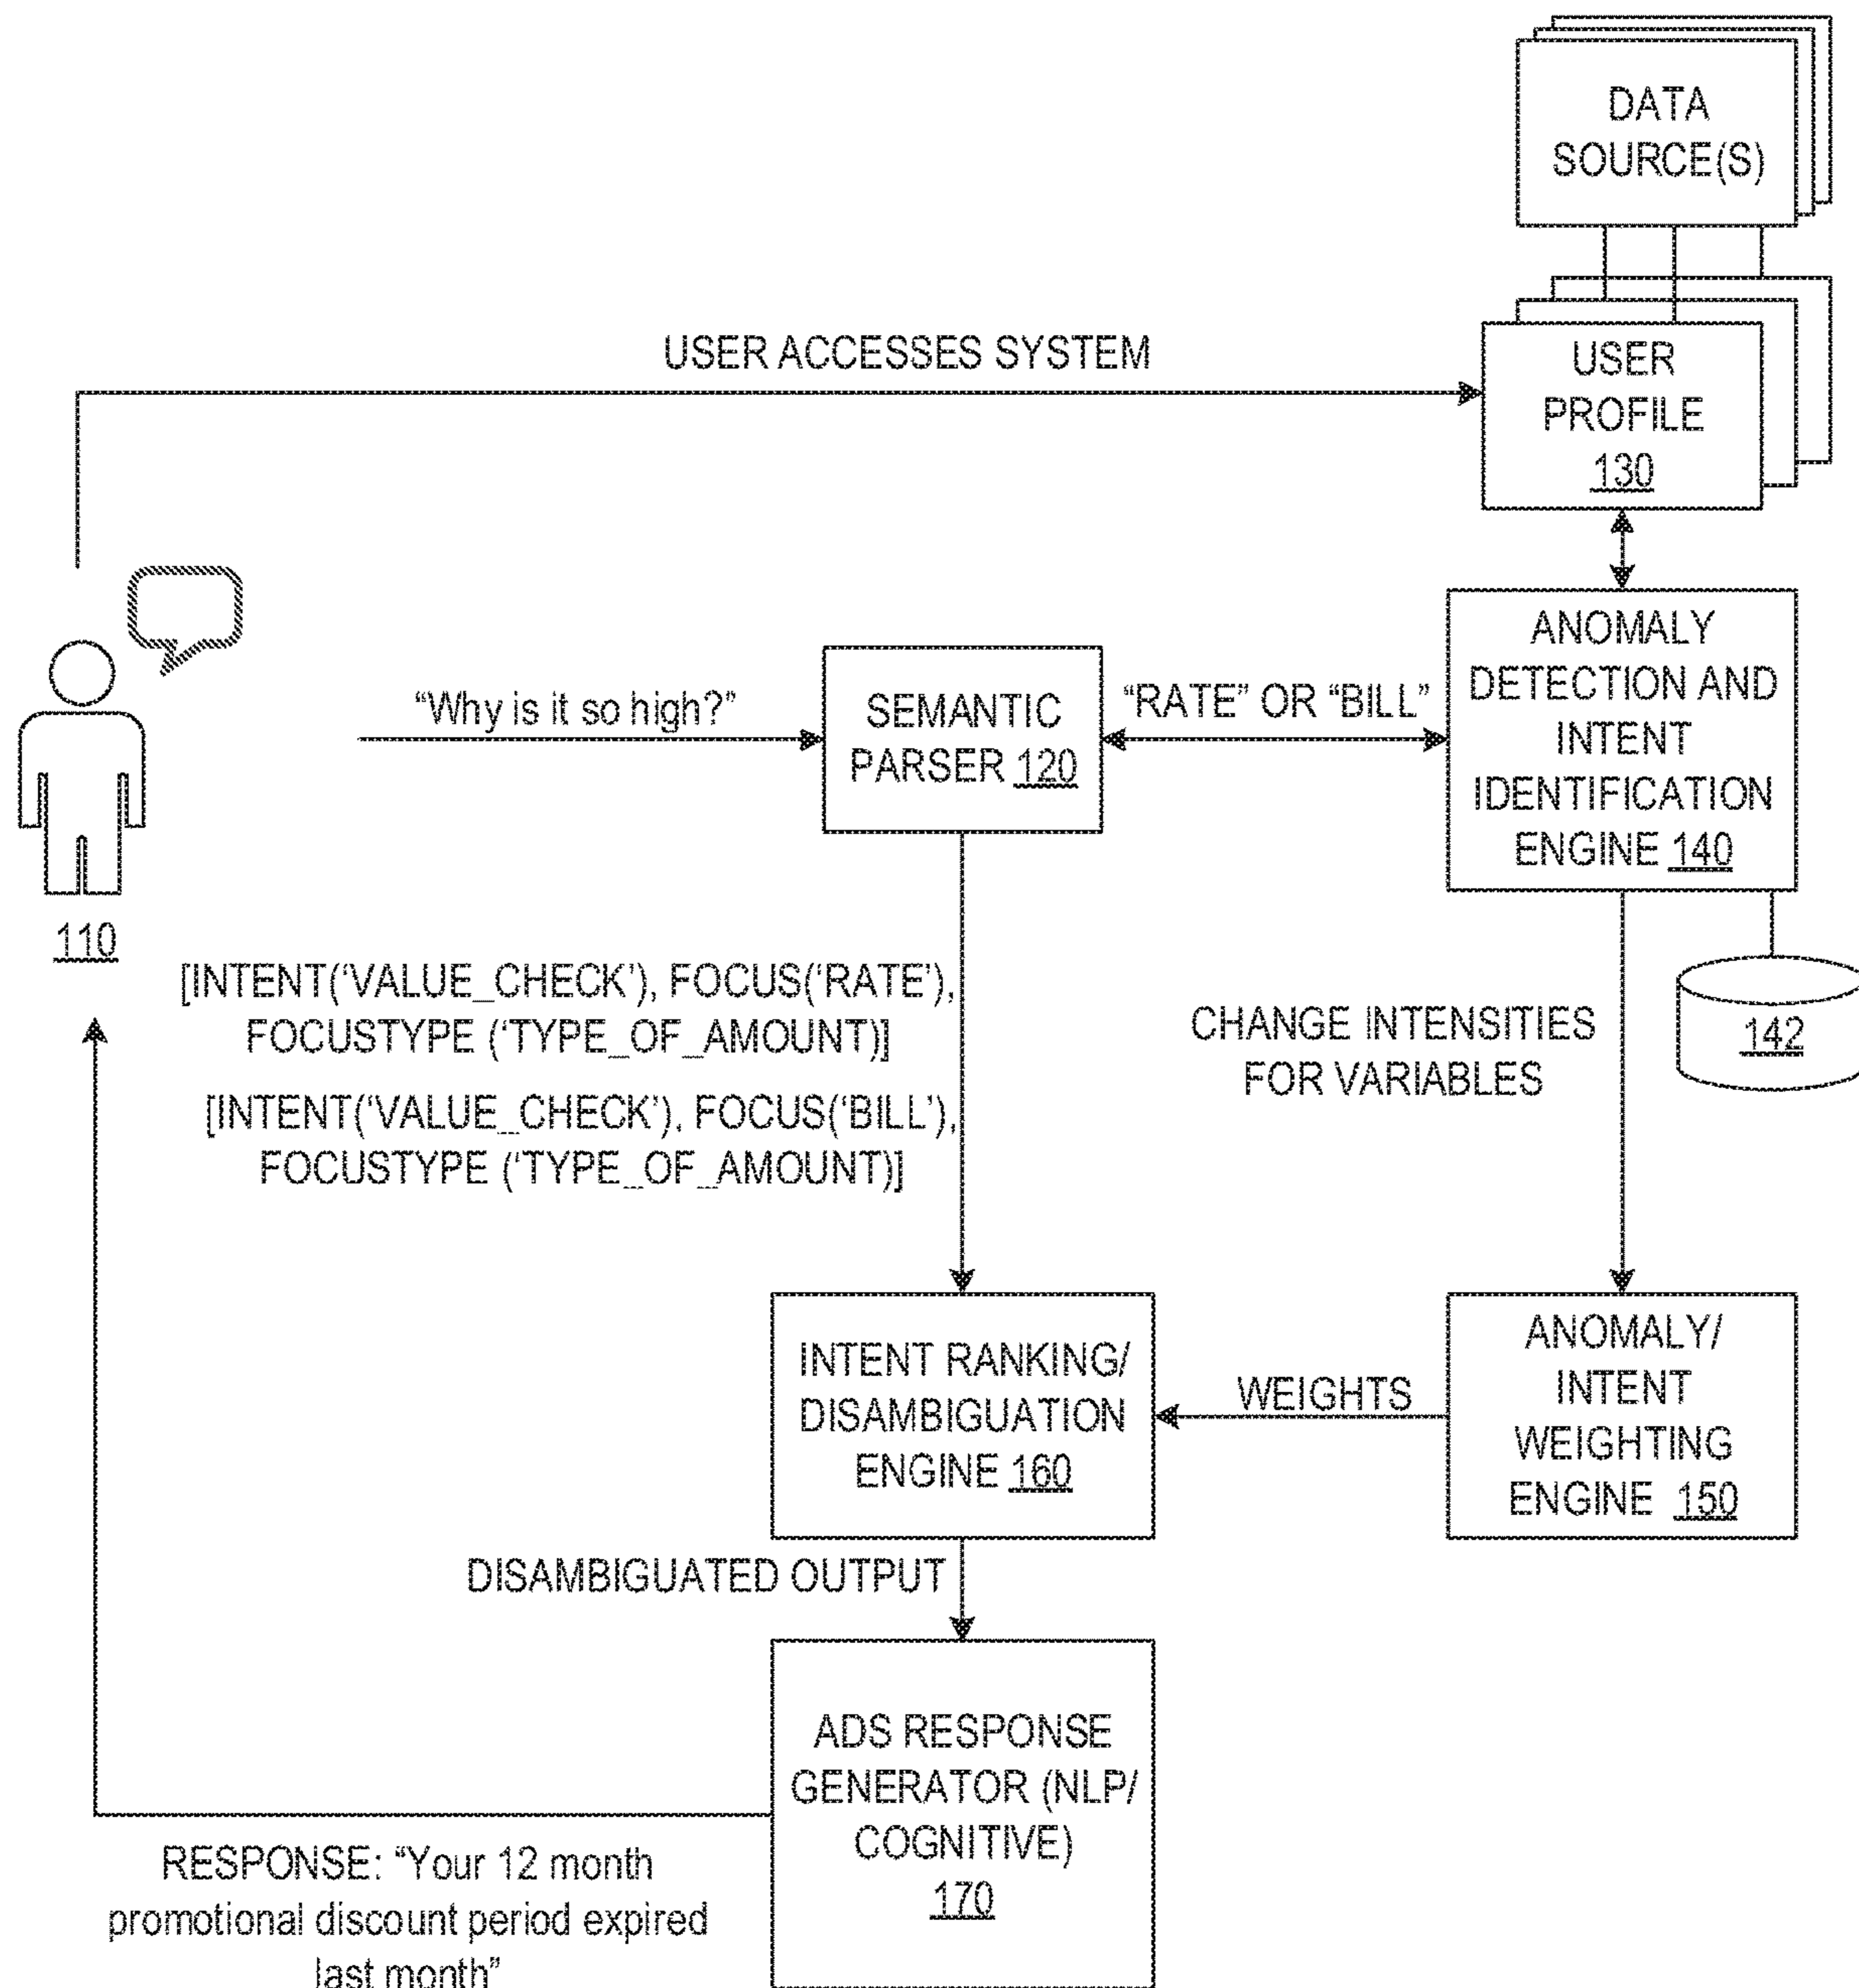 DATA
SOURCE(S)
USER ACCESSES SYSTEM
USER
PROFILE
130
"Why is it so high?"
SEMANTIC
PARSER 120
"RATE" OR "BILL"
ANOMALY
DETECTION AND
INTENT
IDENTIFICATION
ENGINE 140
110
142
[INTENT('VALUE_CHECK'), FOCUS('RATE'),
FOCUSTYPE ('TYPE_OF_AMOUNT)]
[INTENT('VALUE_CHECK'), FOCUS('BILL'),
FOCUSTYPE ('TYPE_OF_AMOUNT)]
CHANGE INTENSITIES
FOR VARIABLES
INTENT RANKING/
DISAMBIGUATION
ENGINE 160
WEIGHTS
ANOMALY/
INTENT
WEIGHTING
ENGINE 150
DISAMBIGUATED OUTPUT
ADS RESPONSE
GENERATOR (NLP/
COGNITIVE)
170
RESPONSE: "Your 12 month
promotional discount period expired
last month"